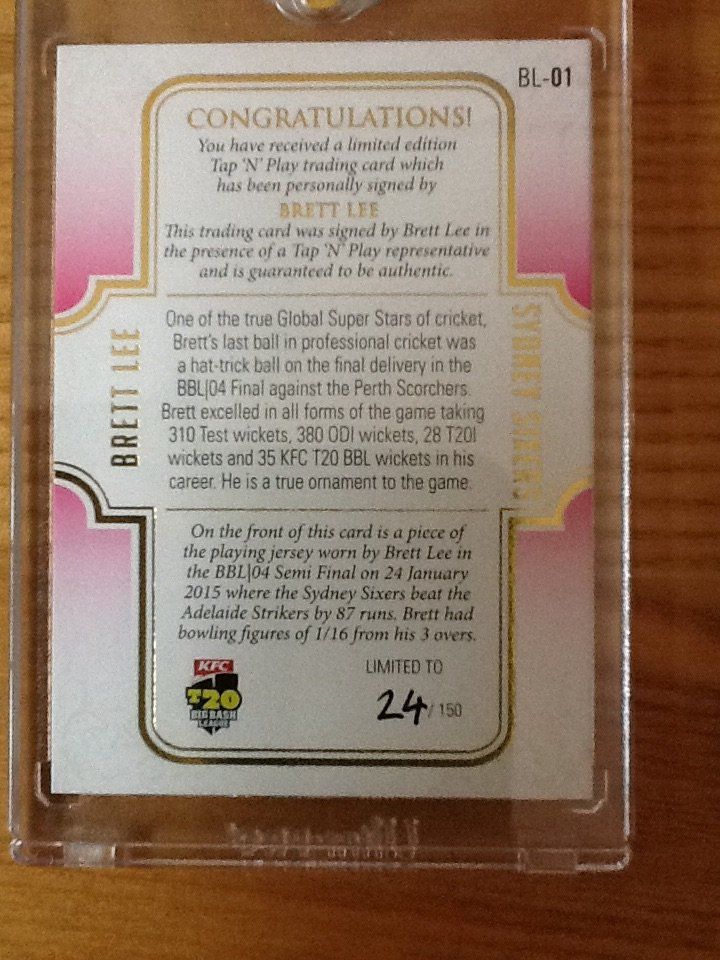 BL-01
CONGRATULATIONS!
You have received a limited edition
Tap 'N' Play trading card which
has been personally signed by
BRETT LEE
This trading card was signed by Brett Lee in
the presence of a Tap 'N' Play representative
and is guaranteed to be authentic.
BRETT LEE
One of the true Global Super Stars of cricket,
Brett's last ball in professional cricket was
a hat-trick ball on the final delivery in the
BBL|04 Final against the Perth Scorchers.
Brett excelled in all forms of the game taking
310 Test wickets, 380 ODI wickets, 28 T20I
wickets and 35 KFC T20 BBL wickets in his
career. He is a true ornament to the game.
SYDNEY SIXERS
On the front of this card is a piece of
the playing jersey worn by Brett Lee in
the BBL|04 Semi Final on 24 January
2015 where the Sydney Sixers beat the
Adelaide Strikers by 87 runs. Brett had
bowling figures of 1/16 from his 3 overs.
KFC
T20
BIG BASH
LEAGUE
LIMITED TO
24/150